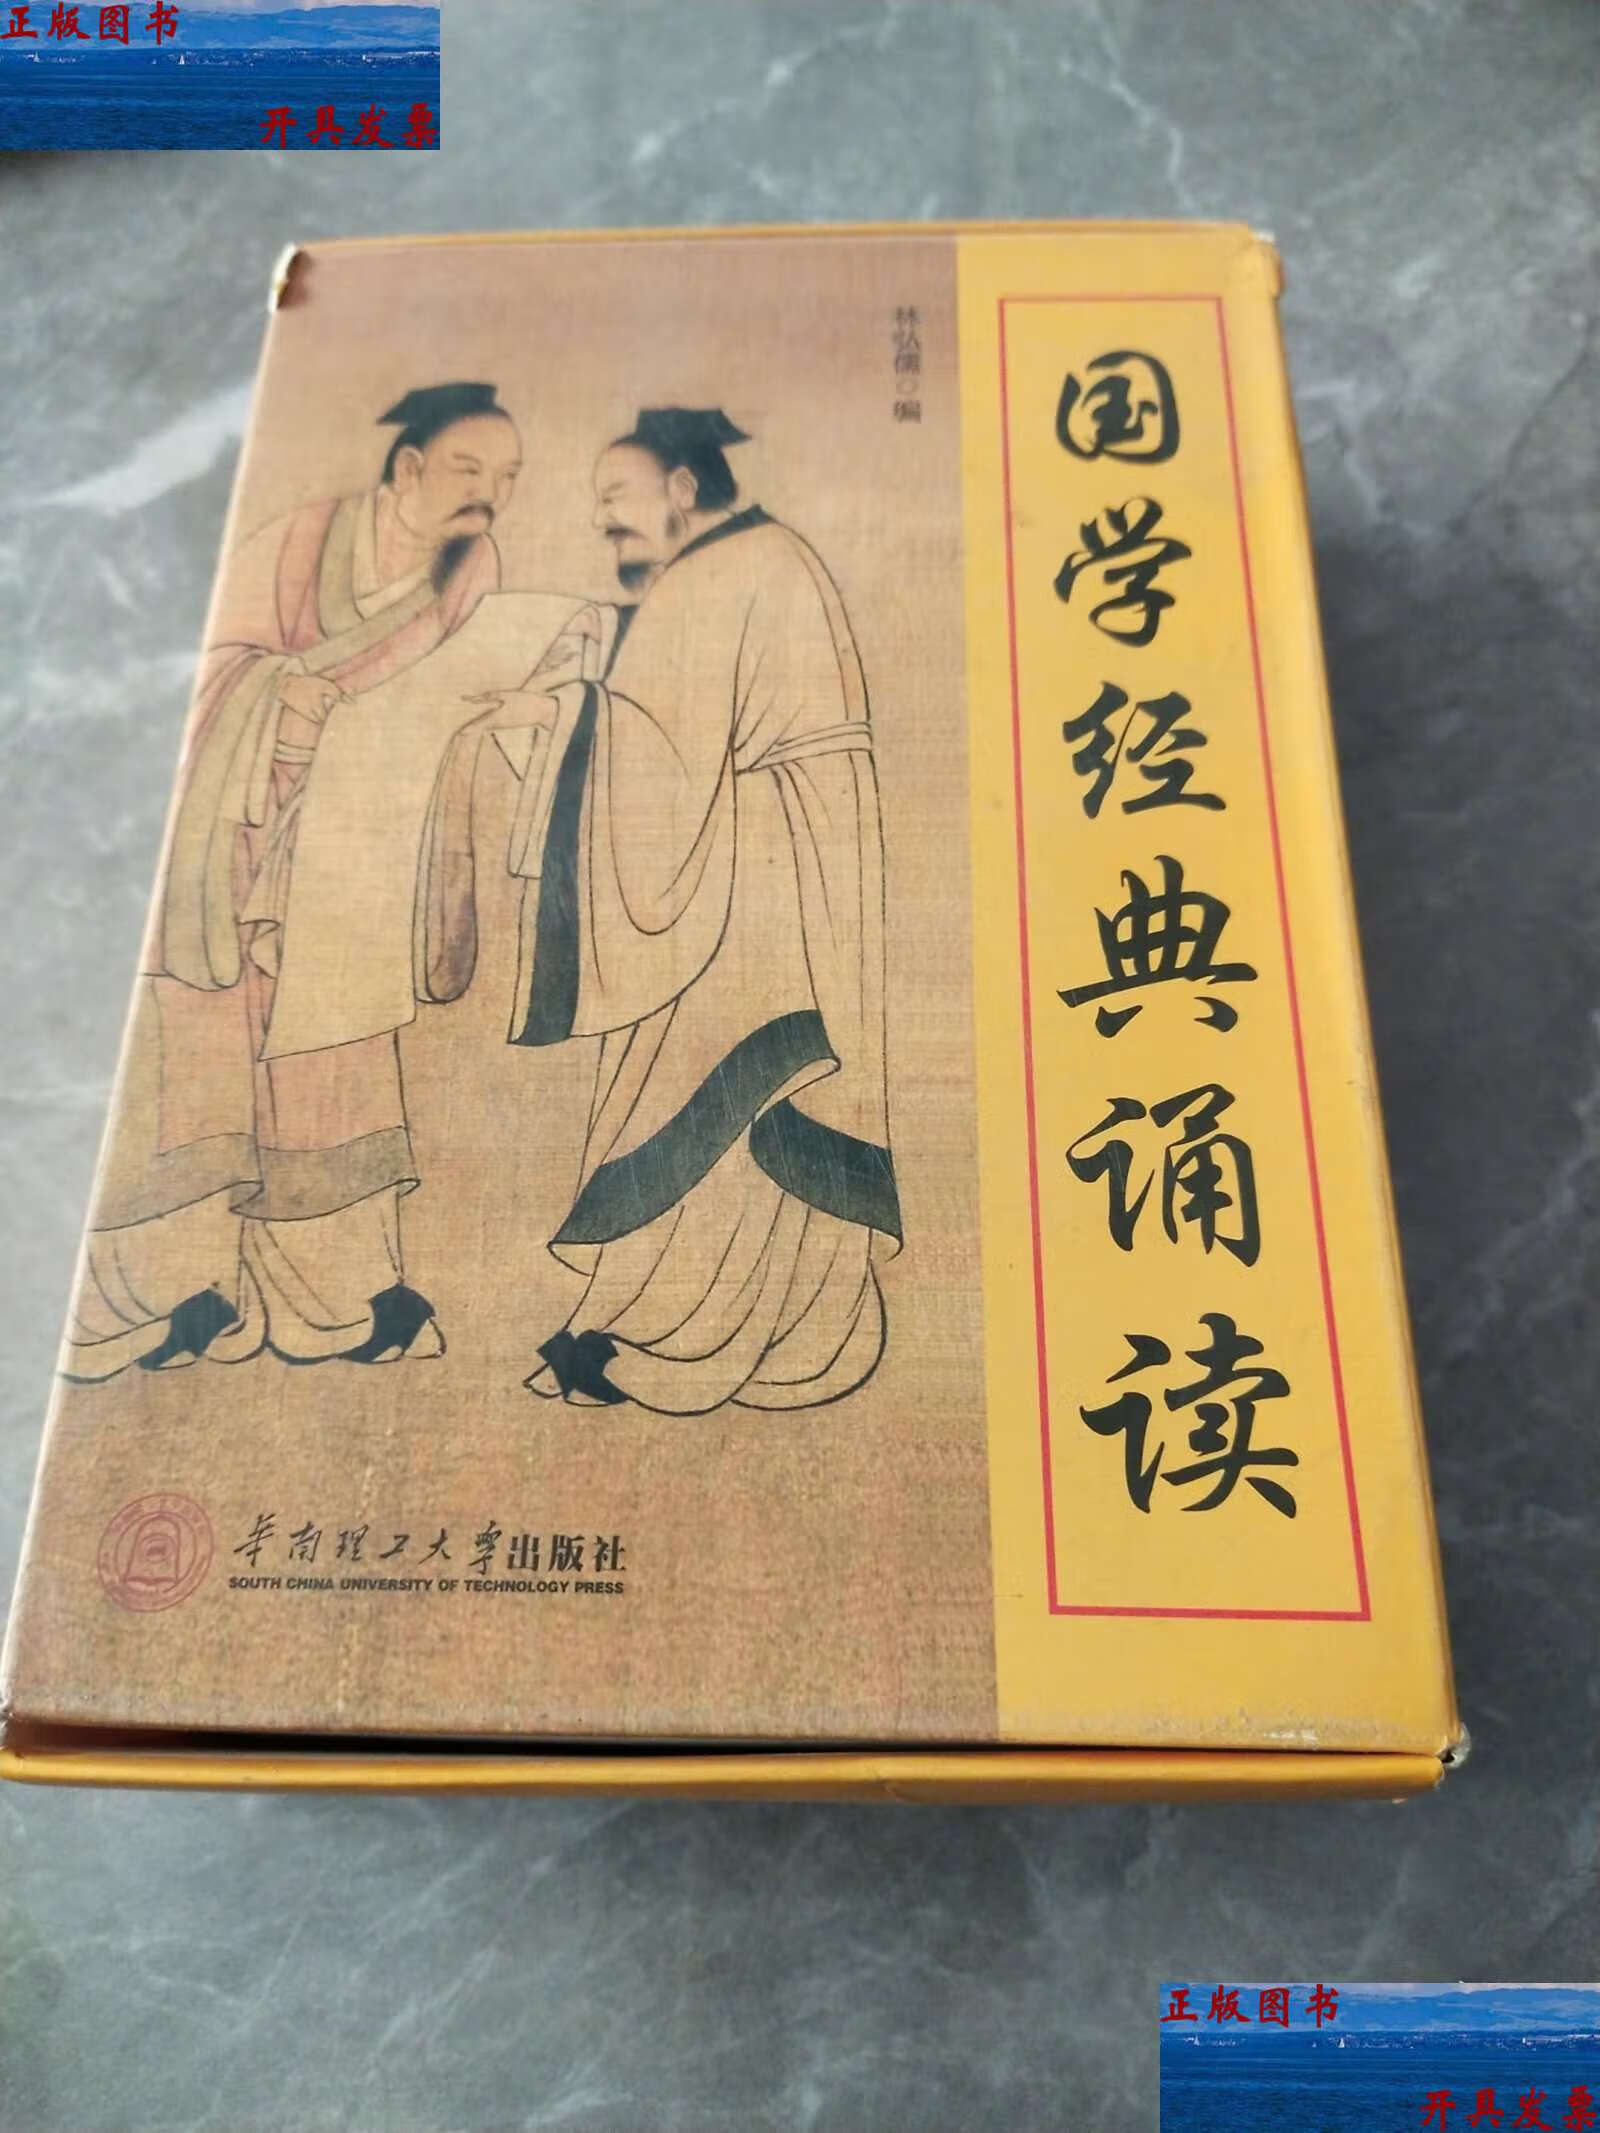 正版图书
开具发票
林弘儒○编
国学经典诵读
华南理工大学出版社
SOUTH CHINA UNIVERSITY OF TECHNOLOGY PRESS
正版图书
开具发票